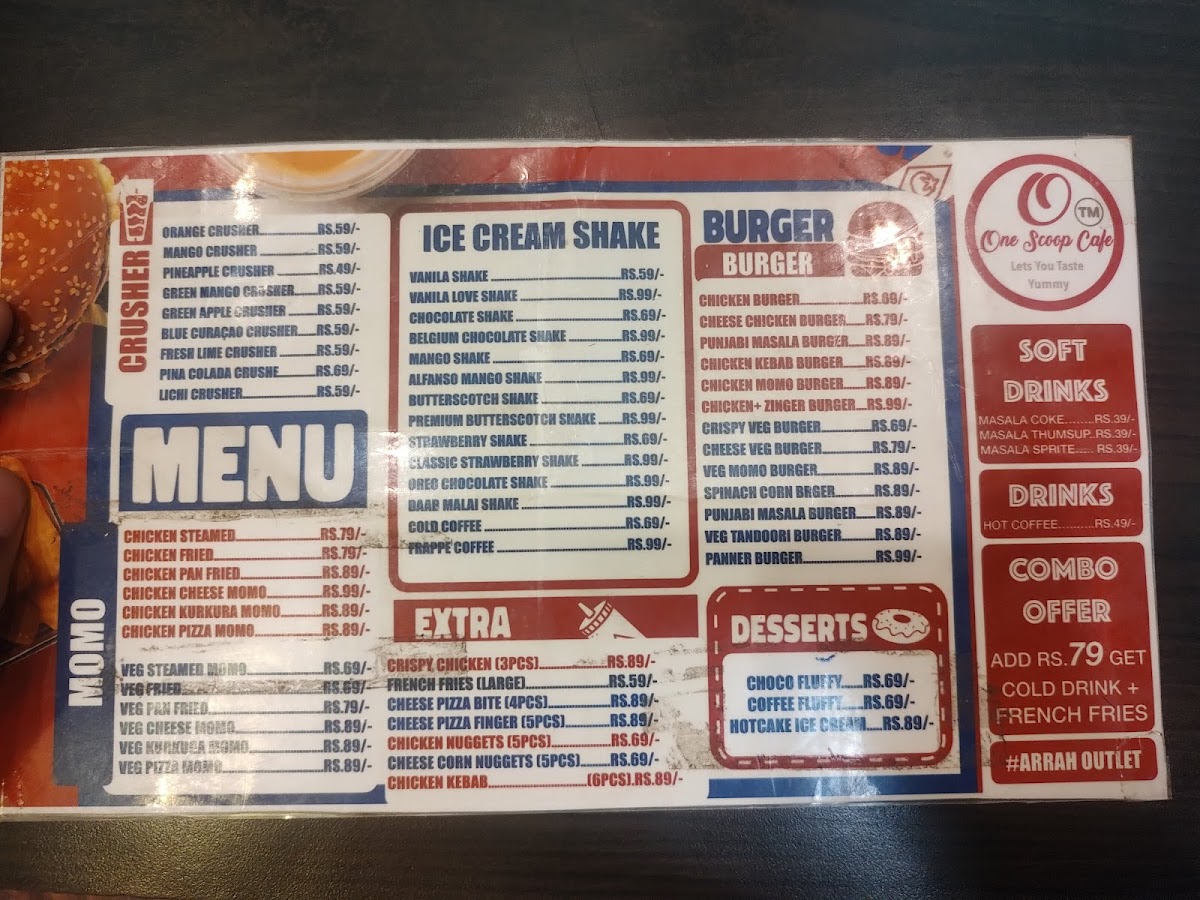 CRUSHER
ORANGE CRUSHER................RS.59/-
MANGO CRUSHER ................RS.59/-
PINEAPPLE CRUSHER ............RS.49/-
GREEN MANGO CRUSHER.......RS.59/-
GREEN APPLE CRUSHER .........RS.59/-
BLUE CURAÇAO CRUSHER.....RS.59/-
FRESH LIME CRUSHER ...........RS.59/-
PINA COLADA CRUSHE...........RS.69/-
LICHI CRUSHER....................RS.59/-
MENU
MOMO
CHICKEN STEAMED.....................RS.79/-
CHICKEN FRIED..........................RS.79/-
CHICKEN PAN FRIED....................RS.89/-
CHICKEN CHEESE MOMO.............RS.99/-
CHICKEN KURKURA MOMO..........RS.89/-
CHICKEN PIZZA MOMO................RS.89/-
VEG STEAMED MOMO...................RS.69/-
VEG FRIED..................................RS.69/-
VEG PAN FRIED...........................RS.79/-
VEG CHEESE MOMO.....................RS.89/-
VEG KURKURA MOMO..................RS.89/-
VEG PIZZA MOMO........................RS.89/-
ICE CREAM SHAKE
VANILA SHAKE ..............................RS.59/-
VANILA LOVE SHAKE ......................RS.99/-
CHOCOLATE SHAKE ........................RS.69/-
BELGIUM CHOCOLATE SHAKE ...........RS.99/-
MANGO SHAKE ..............................RS.69/-
ALFANSO MANGO SHAKE .................RS.99/-
BUTTERSCOTCH SHAKE ...................RS.69/-
PREMIUM BUTTERSCOTCH SHAKE .....RS.99/-
STRAWBERRY SHAKE ......................RS.69/-
CLASSIC STRAWBERRY SHAKE .........RS.99/-
OREO CHOCOLATE SHAKE ...............RS.99/-
DAAB MALAI SHAKE .......................RS.99/-
COLD COFFEE ................................RS.69/-
FRAPPE COFFEE .............................RS.99/-
EXTRA
CRISPY CHICKEN (3PCS)................RS.89/-
FRENCH FRIES (LARGE)..................RS.59/-
CHEESE PIZZA BITE (4PCS)............RS.89/-
CHEESE PIZZA FINGER (5PCS)........RS.89/-
CHICKEN NUGGETS (5PCS)..............RS.69/-
CHEESE CORN NUGGETS (5PCS).....RS.69/-
CHICKEN KEBAB.......................(6PCS).RS.89/-
BURGER
BURGER
CHICKEN BURGER..................RS.69/-
CHEESE CHICKEN BURGER......RS.79/-
PUNJABI MASALA BURGER....RS.89/-
CHICKEN KEBAB BURGER.......RS.89/-
CHICKEN MOMO BURGER.......RS.89/-
CHICKEN+ ZINGER BURGER...RS.99/-
CRISPY VEG BURGER..............RS.69/-
CHEESE VEG BURGER..............RS.79/-
VEG MOMO BURGER................RS.89/-
SPINACH CORN BRGER...........RS.89/-
PUNJABI MASALA BURGER.....RS.89/-
VEG TANDOORI BURGER.........RS.89/-
PANNER BURGER....................RS.99/-
DESSERTS
CHOCO FLUFFY......RS.69/-
COFFEE FLUFFY.....RS.69/-
HOTCAKE ICE CREAM....RS.89/-
TM
One Scoop Cafe
Lets You Taste
Yummy
SOFT
DRINKS
MASALA COKE........RS.39/-
MASALA THUMSUP..RS.39/-
MASALA SPRITE..... RS.39/-
DRINKS
HOT COFFEE..........RS.49/-
COMBO
OFFER
ADD RS.79 GET
COLD DRINK +
FRENCH FRIES
#ARRAH OUTLET